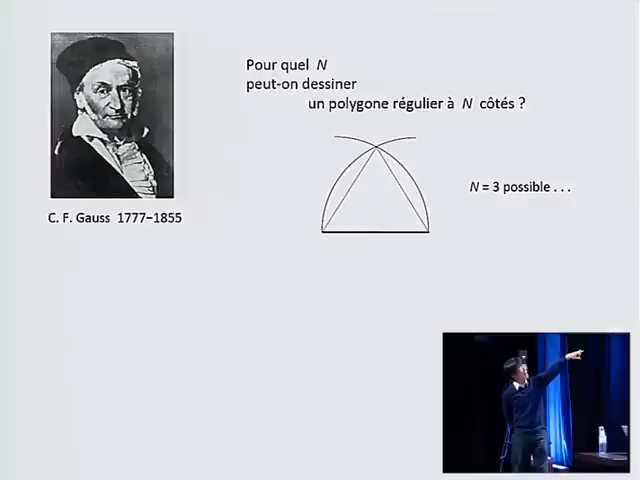 Pour quel N
peut-on dessiner
un polygone régulier à N côtés ?
N = 3 possible . . .
C. F. Gauss 1777–1855